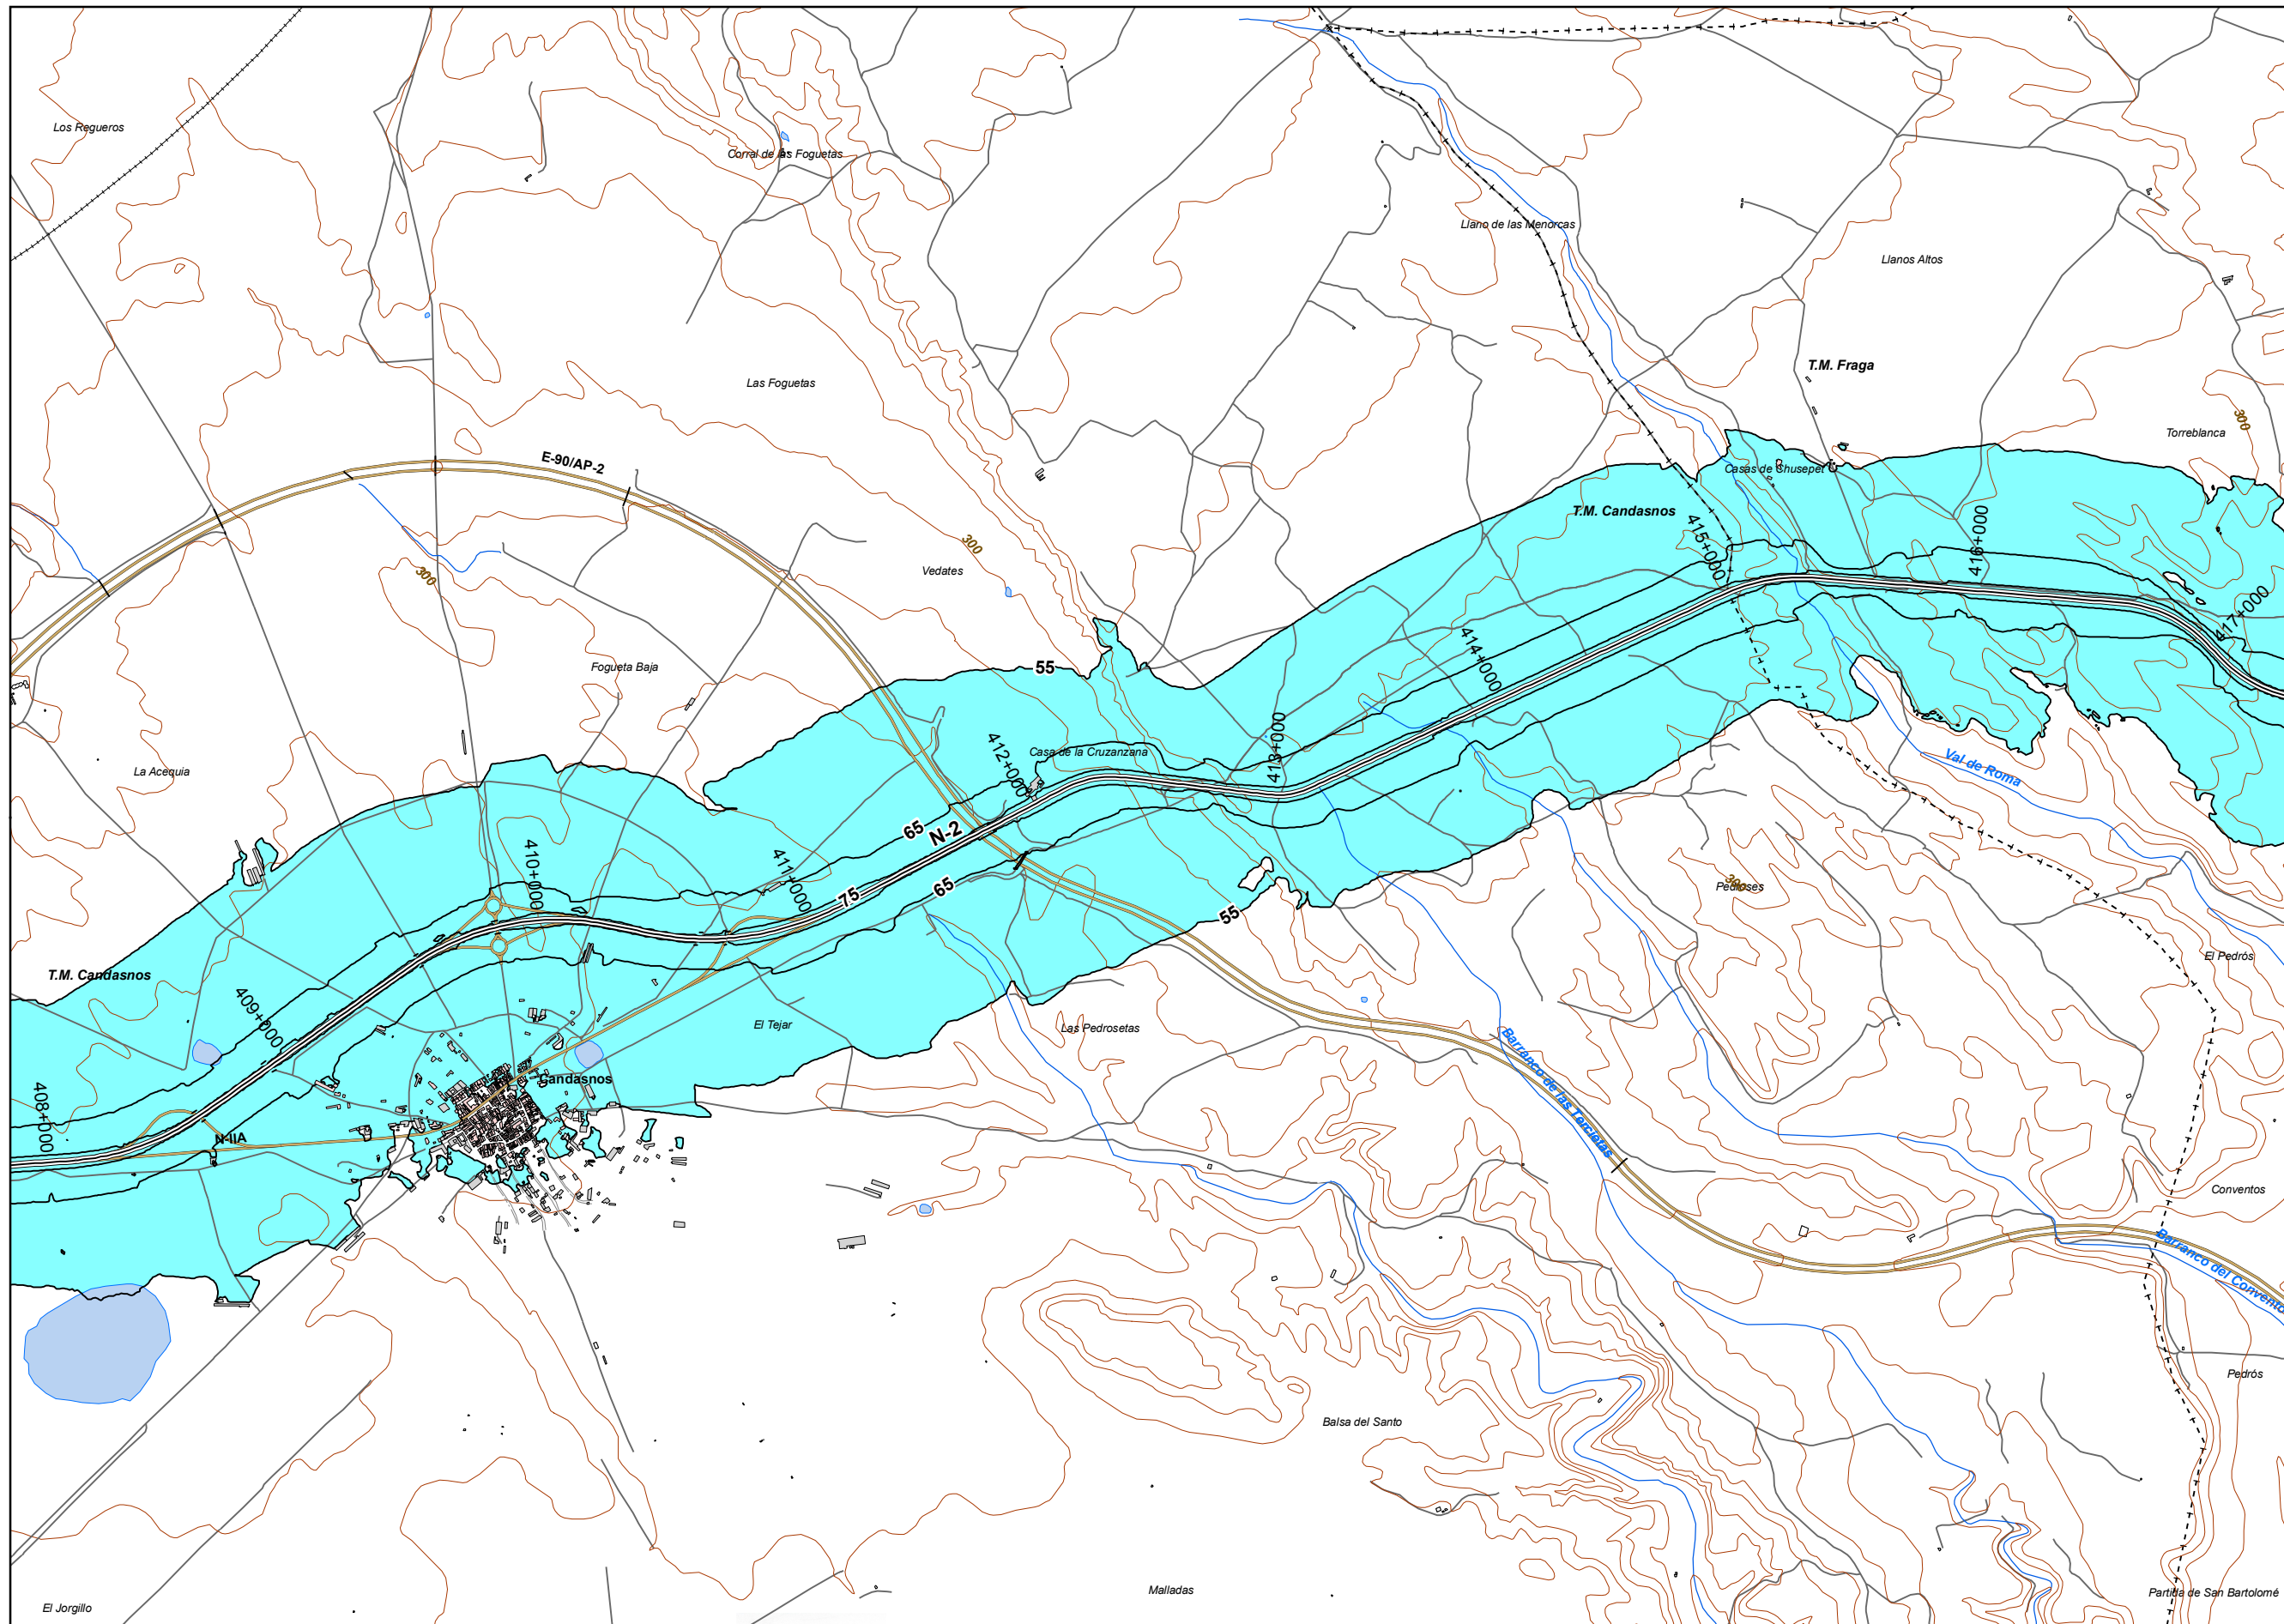 Los Regueros
Corral de las Foguetas
Llano de las Menorcas
Llanos Altos
T.M. Fraga
Las Foguetas
300
Torreblanca
E-90/AP-2
Casas de Chusepet
T.M. Candasnos
415+000
416+000
300
Vedates
300
417+000
Fogueta Baja
55
414+000
412+000
Casa de la Cruzanzana
413+000
La Acequia
Val de Roma
65
N-2
410+000
411+000
75
65
300
Pedroses
55
T.M. Candasnos
409+000
El Pedrós
El Tejar
Las Pedrosetas
Candasnos
Barranco de las Tercletas
408+000
N-IIA
Conventos
Barranco del Convento
Pedrós
Balsa del Santo
Malladas
Partida de San Bartolomé
El Jorgillo